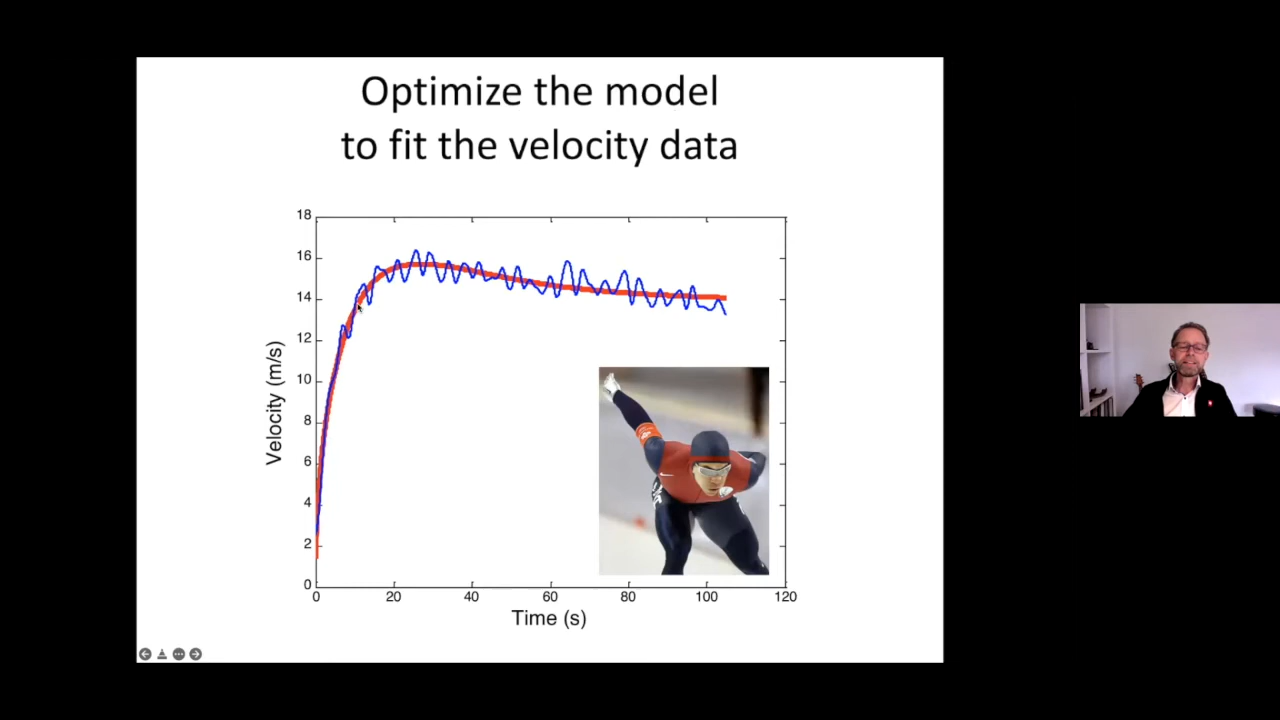 Optimize the model
to fit the velocity data
18
16
14
12
10
8
6
4
2
0
Velocity (m/s)
0 20 40 60 80 100 120
Time (s)